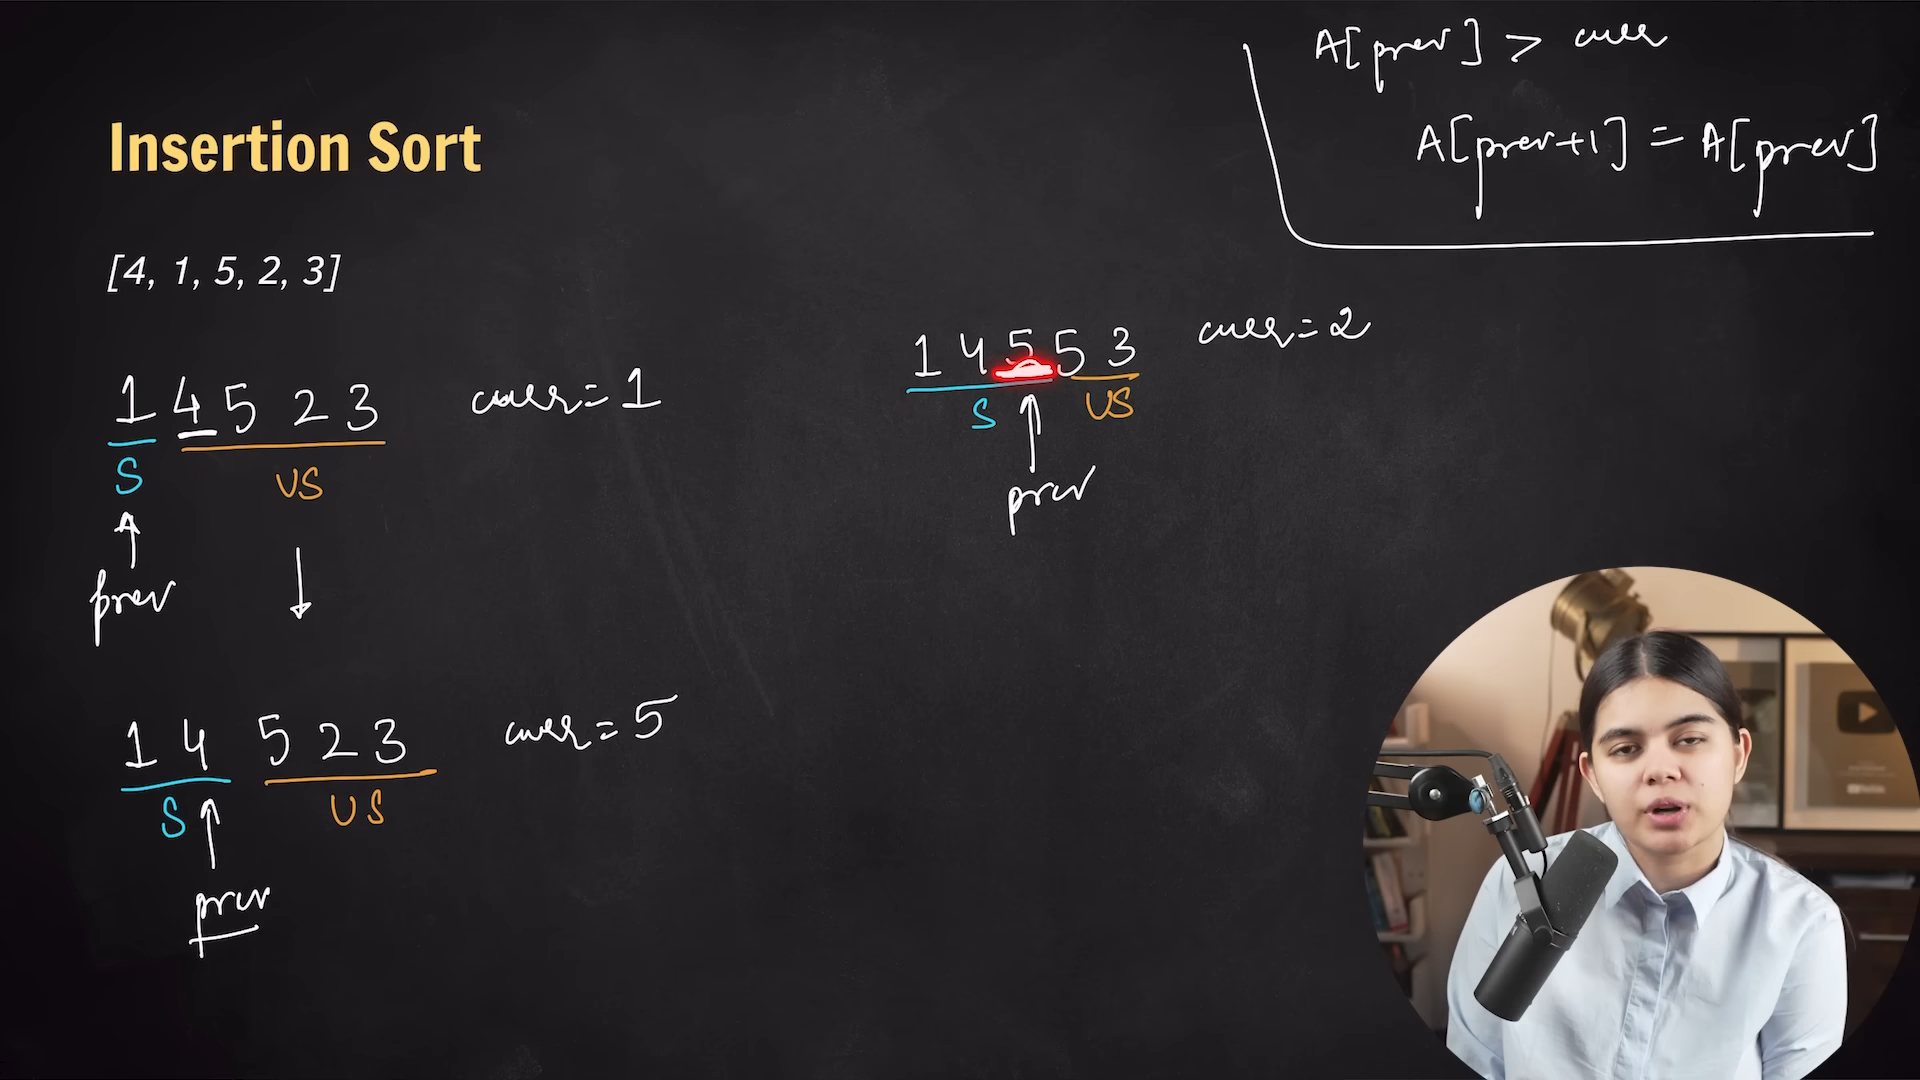 A[prev] > curr
A[prev+1] = A[prev]
Insertion Sort
[4, 1, 5, 2, 3]
1 4 5 2 3 curr=1
S US
prev
1 4 5 2 3 curr=5
S US
prev
1 4 5 5 3 curr=2
S US
prev